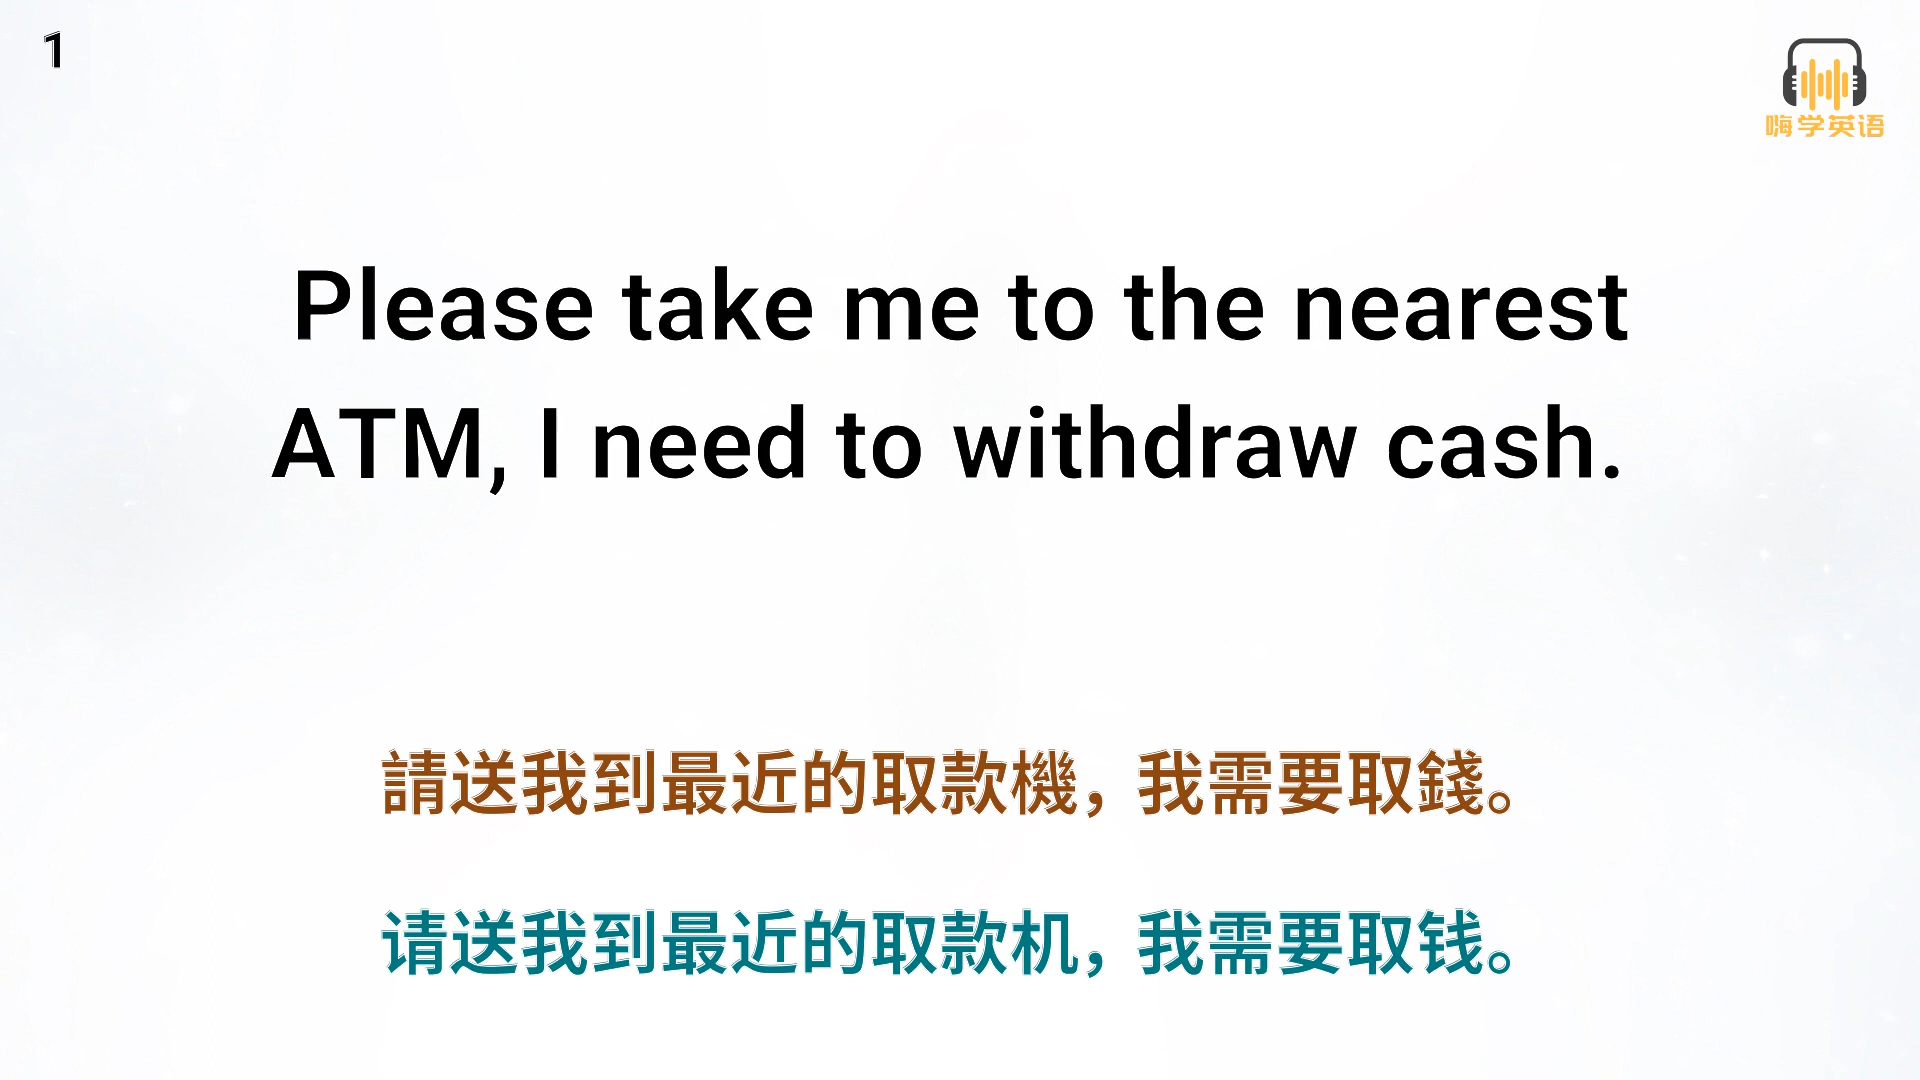 1
嗨学英语
Please take me to the nearest
ATM, I need to withdraw cash.
請送我到最近的取款機，我需要取錢。
请送我到最近的取款机，我需要取钱。